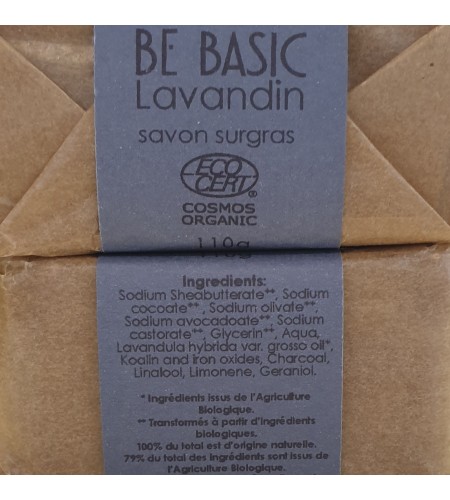 BE BASIC
Lavandin
savon surgras
ECO
CERT®
COSMOS
ORGANIC
110g
Ingredients:
Sodium Sheabutterate**, Sodium
cocoate**, Sodium olivate**,
Sodium avocadoate**, Sodium
castorate**, Glycerin**, Aqua,
Lavandula hybrida var. grosso oil*,
Koalin and iron oxides, Charcoal,
Linalool, Limonene, Geraniol.
* Ingrédients issus de l'Agriculture
Biologique.
** Transformés à partir d'ingrédients
biologiques.
100% du total est d'origine naturelle.
79% du total des ingrédients sont issus de
l'Agriculture Biologique.